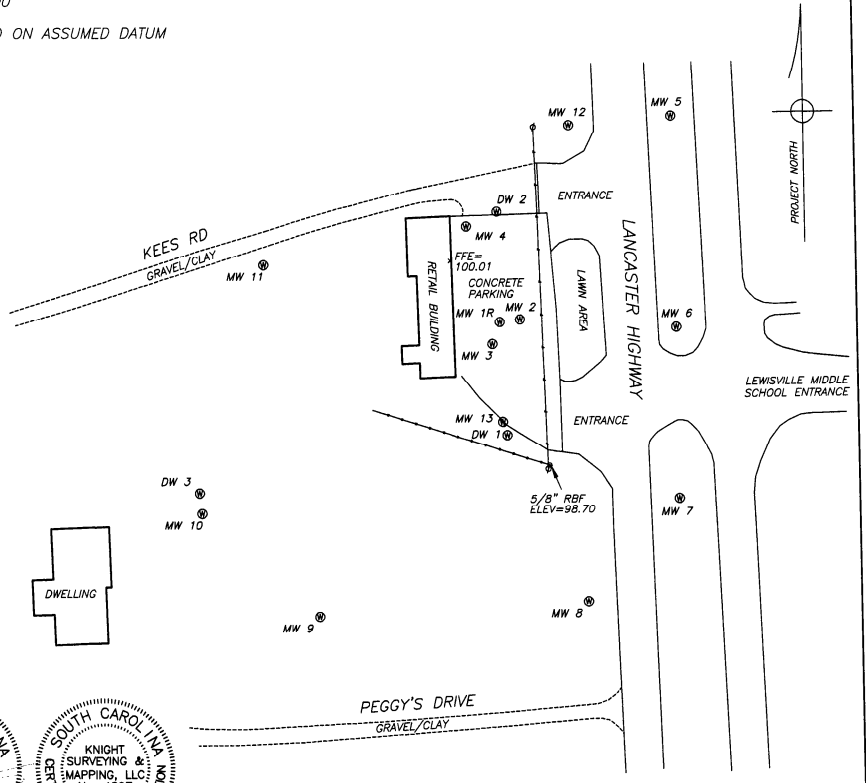 D ON ASSUMED DATUM
MW 12
MW 5
PROJECT NORTH
DW 2
ENTRANCE
KEES RD
GRAVEL/CLAY
MW 4
MW 11
FFE=
100.01
RETAIL BUILDING
CONCRETE
PARKING
LAWN AREA
LANCASTER HIGHWAY
MW 1R
MW 2
MW 6
MW 3
LEWISVILLE MIDDLE
SCHOOL ENTRANCE
MW 13
ENTRANCE
DW 1
DW 3
5/8" RBF
ELEV=98.70
MW 7
MW 10
DWELLING
MW 8
MW 9
PEGGY'S DRIVE
GRAVEL/CLAY
SOUTH CAROLINA
KNIGHT
SURVEYING &
MAPPING, LLC